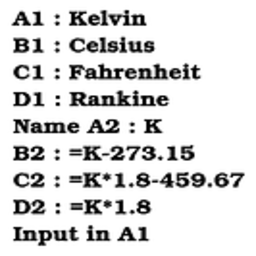 A1 : Kelvin
B1 : Celsius
C1 : Fahrenheit
D1 : Rankine
Name A2 : K
B2 : =K-273.15
C2 : =K*1.8-459.67
D2 : =K*1.8
Input in A1